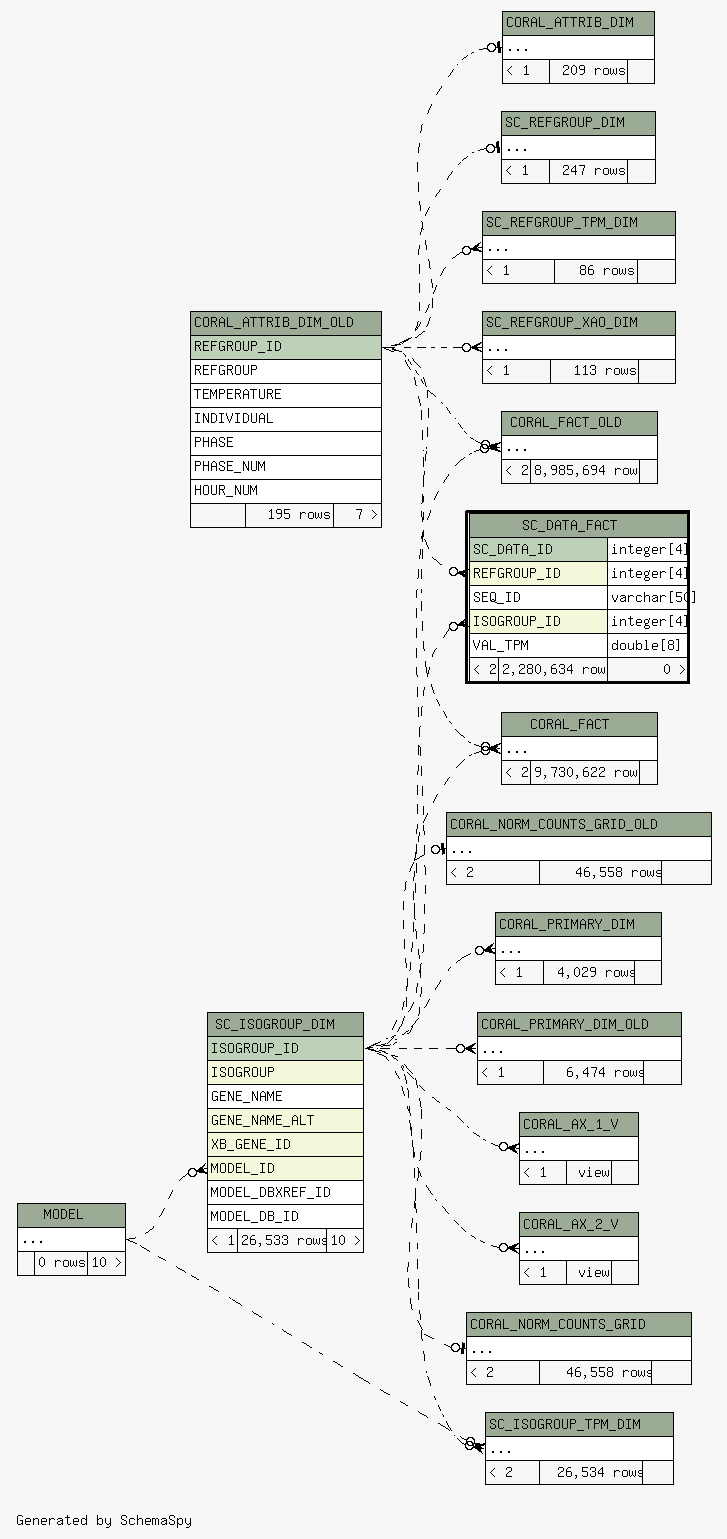 CORAL_ATTRIB_DIM
...
< 1 209 rows
SC_REFGROUP_DIM
...
< 1 247 rows
SC_REFGROUP_TPM_DIM
...
< 1 86 rows
CORAL_ATTRIB_DIM_OLD
REFGROUP_ID
REFGROUP
TEMPERATURE
INDIVIDUAL
PHASE
PHASE_NUM
HOUR_NUM
195 rows 7 >
SC_REFGROUP_XAO_DIM
...
< 1 113 rows
CORAL_FACT_OLD
...
< 2 8,985,694 row
SC_DATA_FACT
SC_DATA_ID integer[4]
REFGROUP_ID integer[4]
SEQ_ID varchar[50]
ISOGROUP_ID integer[4]
VAL_TPM double[8]
< 2 2,280,634 row 0 >
CORAL_FACT
...
< 2 9,730,622 row
CORAL_NORM_COUNTS_GRID_OLD
...
< 2 46,558 rows
CORAL_PRIMARY_DIM
...
< 1 4,029 rows
SC_ISOGROUP_DIM
ISOGROUP_ID
ISOGROUP
GENE_NAME
GENE_NAME_ALT
XB_GENE_ID
MODEL_ID
MODEL_DBXREF_ID
MODEL_DB_ID
< 1 26,533 rows 10 >
CORAL_PRIMARY_DIM_OLD
...
< 1 6,474 rows
CORAL_AX_1_V
...
< 1 view
MODEL
...
0 rows 10 >
CORAL_AX_2_V
...
< 1 view
CORAL_NORM_COUNTS_GRID
...
< 2 46,558 rows
SC_ISOGROUP_TPM_DIM
...
< 2 26,534 rows
Generated by SchemaSpy